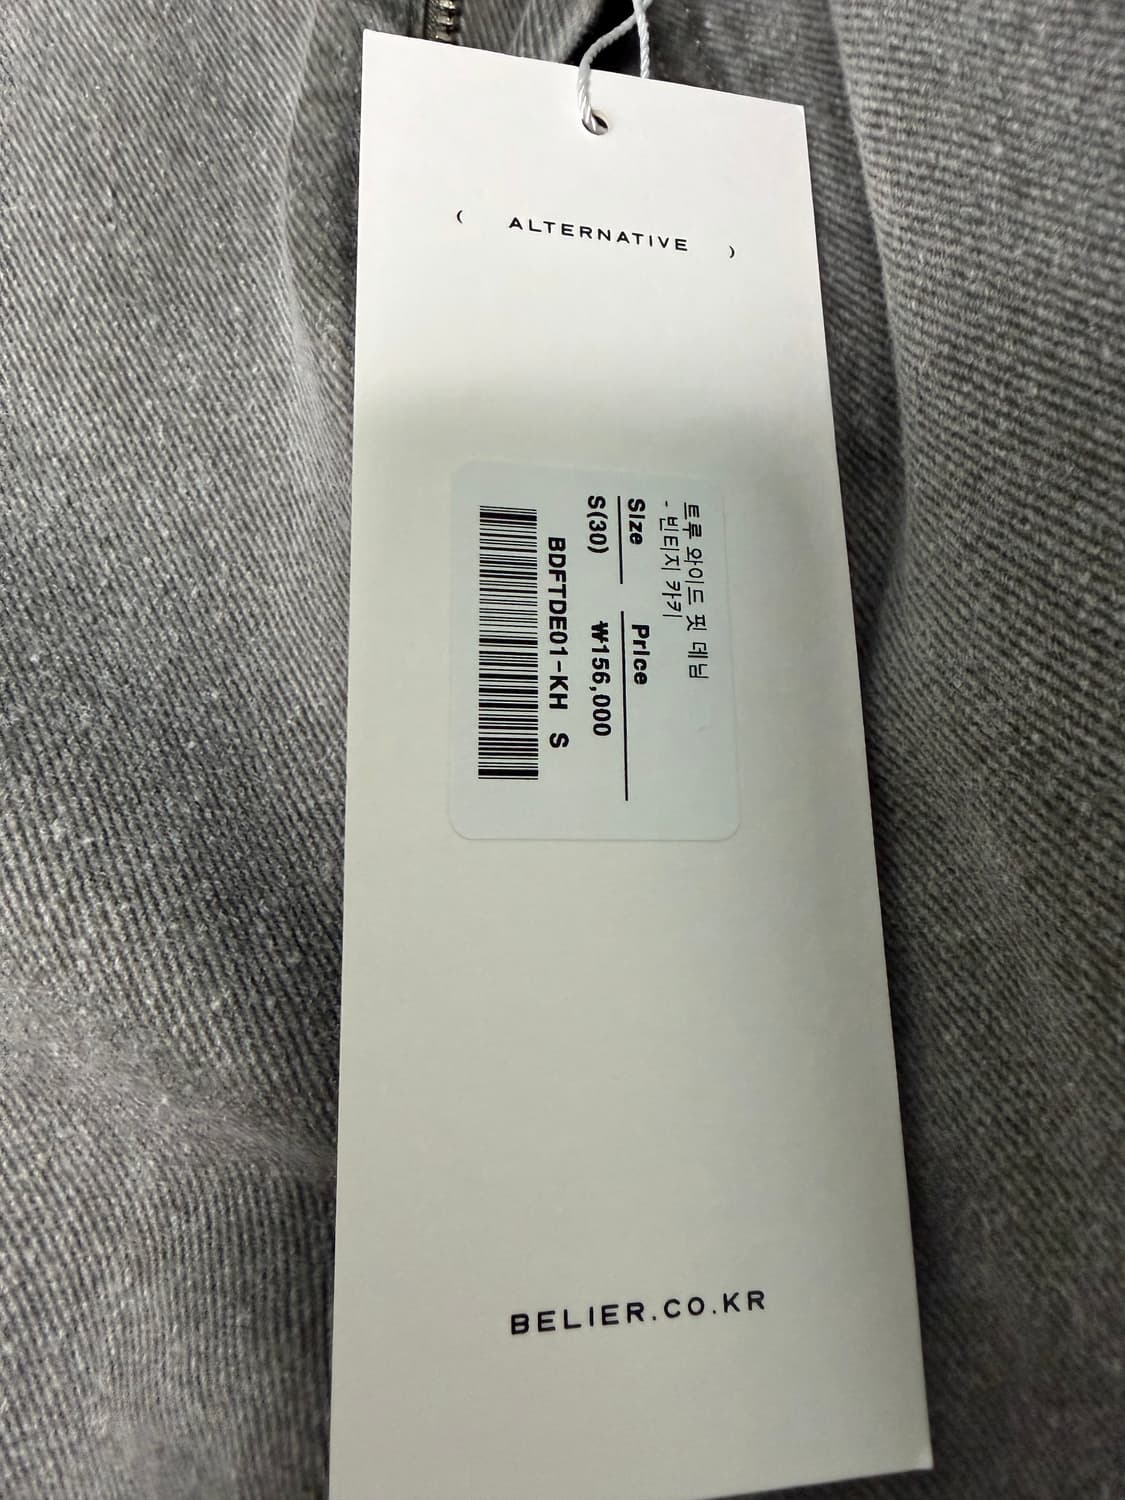 ( ALTERNATIVE )
트루 와이드 핏 데님
- 빈티지 카키
Size Price
S(30) ₩156,000
BDFTDE01-KH S
BELIER.CO.KR